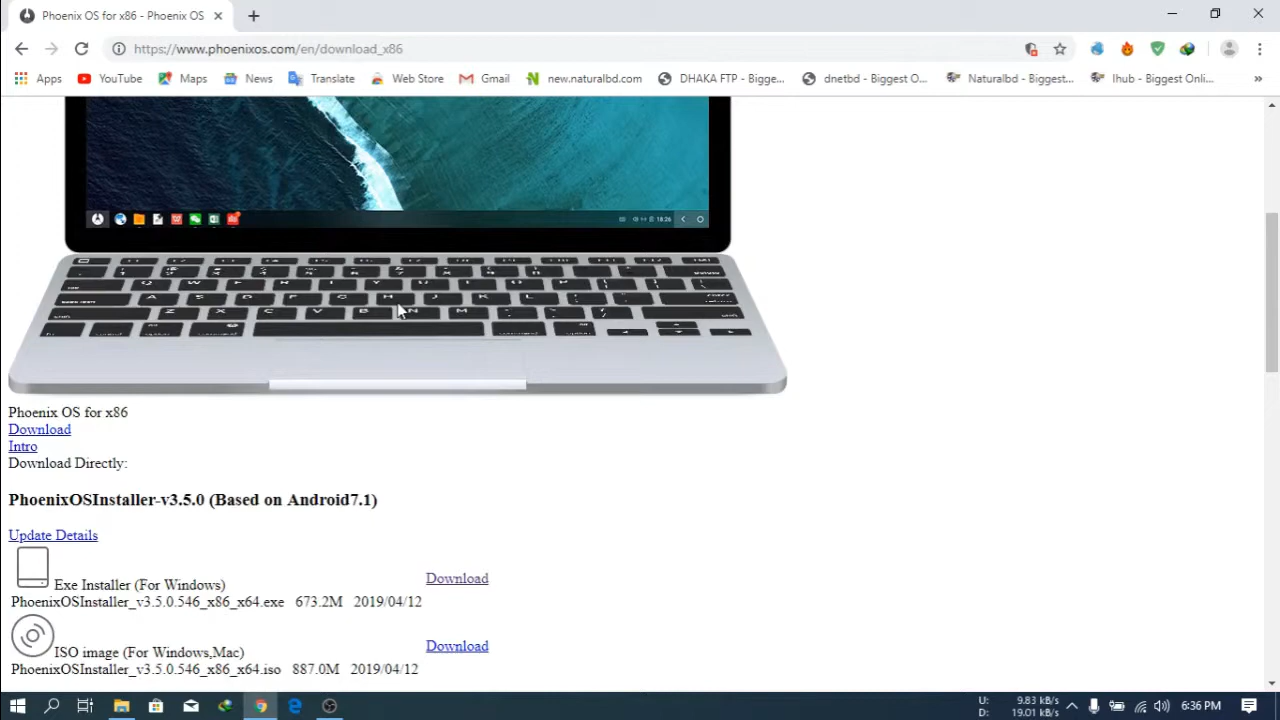 Phoenix OS for x86 - Phoenix OS
https://www.phoenixos.com/en/download_x86
Apps YouTube Maps News Translate Web Store Gmail new.naturalbd.com DHAKA FTP - Bigge... dnetbd - Biggest O... Naturalbd - Biggest... Ihub - Biggest Onli... »
18:26
Q W E R T Y U I O P
A S D F G H J K L
Z X C V B N M
Phoenix OS for x86
Download
Intro
Download Directly:
PhoenixOSInstaller-v3.5.0 (Based on Android7.1)
Update Details
Exe Installer (For Windows) Download
PhoenixOSInstaller_v3.5.0.546_x86_x64.exe 673.2M 2019/04/12
ISO image (For Windows,Mac) Download
PhoenixOSInstaller_v3.5.0.546_x86_x64.iso 887.0M 2019/04/12
U: 9.83 kB/s
D: 19.01 kB/s
6:36 PM